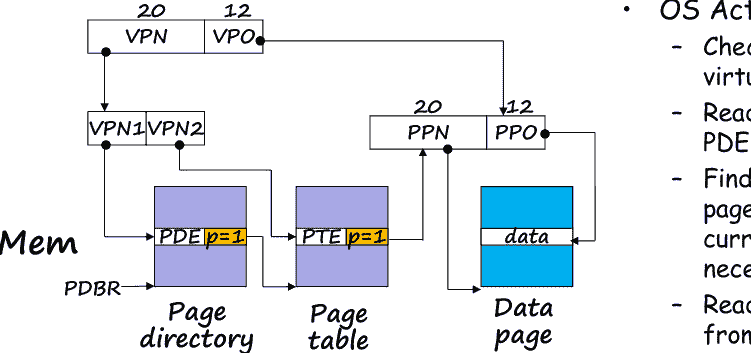 20 12
VPN VPO
VPN1 VPN2
20 12
PPN PPO
PDE p=1
PTE p=1
data
Mem
PDBR
Page directory
Page table
Data page
• OS Act
- Chec
virtu
- Read
PDE
- Find
page
curr
nece
- Read
from